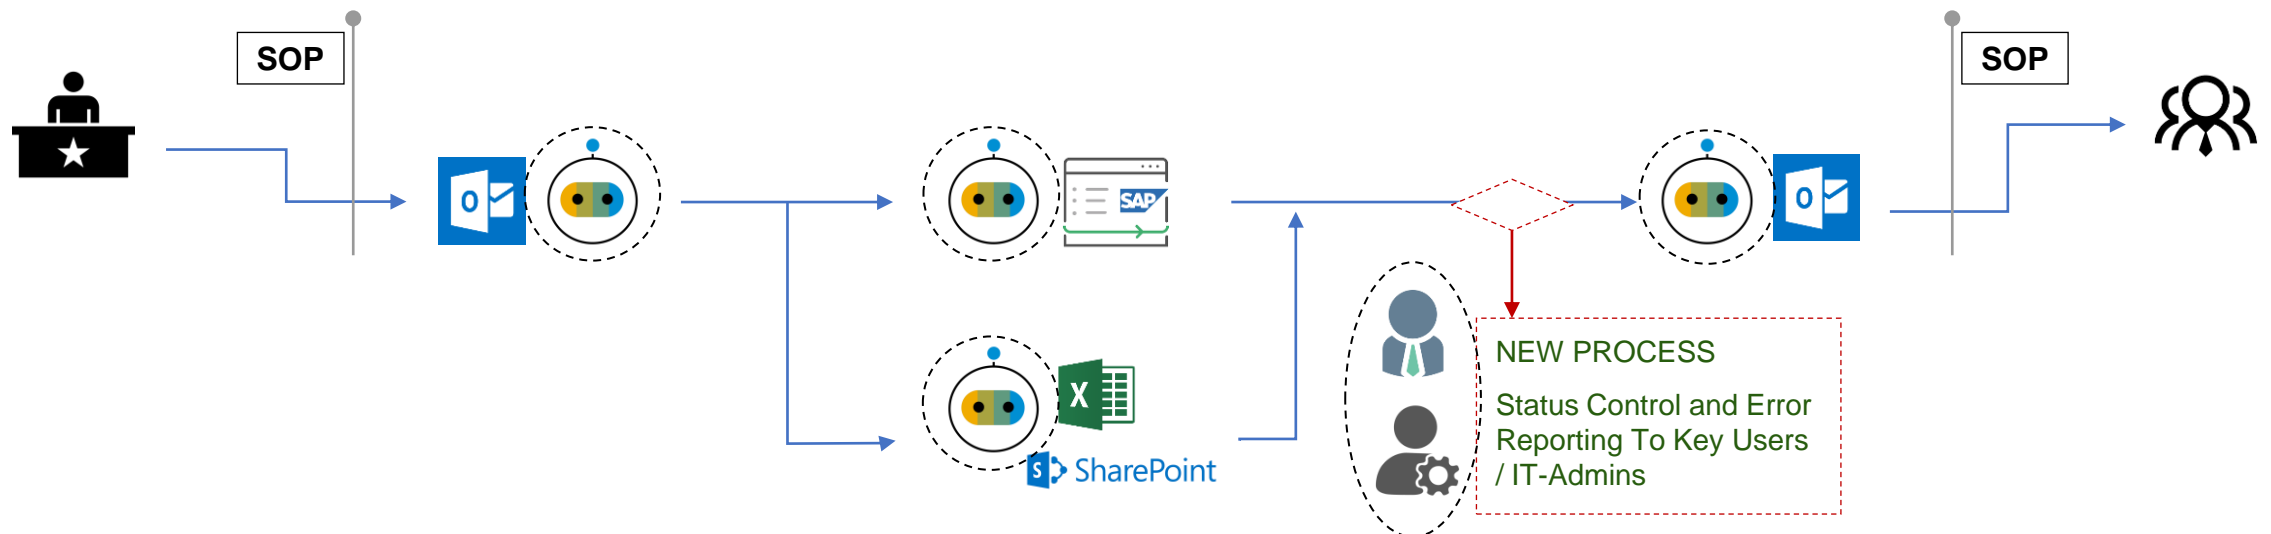 SOP
SOP
O
SAP
O
X
S SharePoint
NEW PROCESS
Status Control and Error
Reporting To Key Users
/ IT-Admins